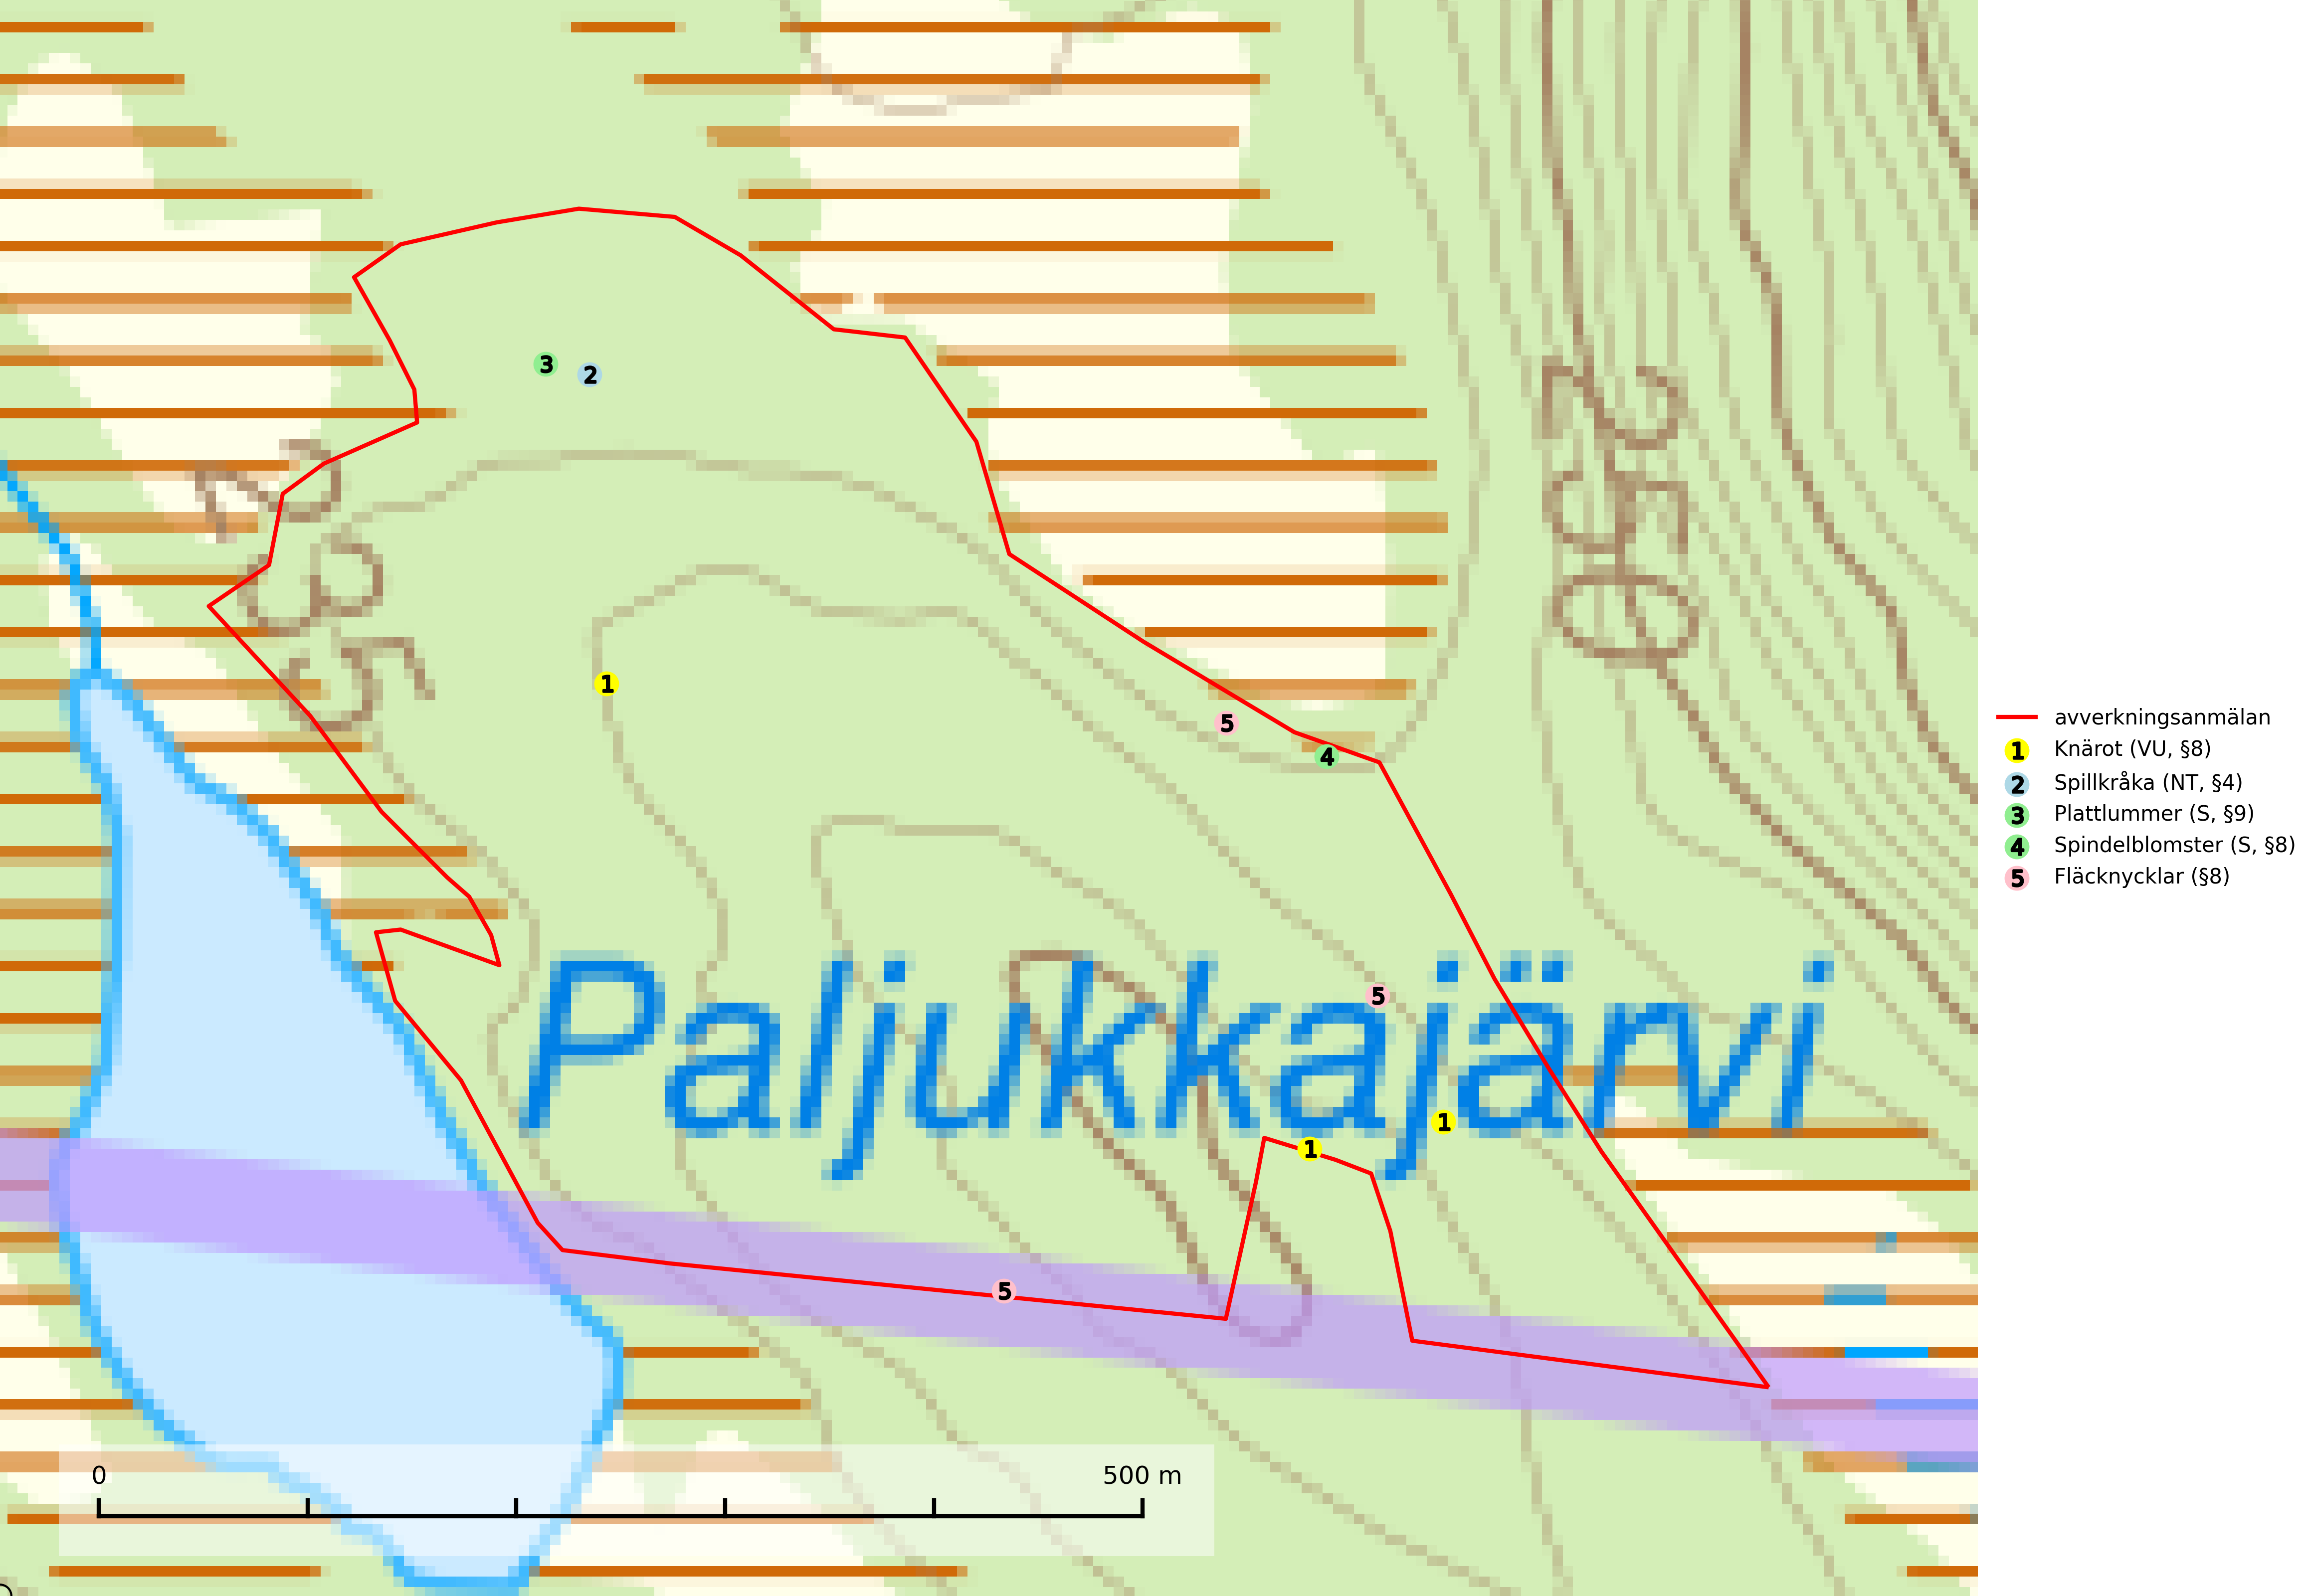 3
2
1
5
4
Paljukkajärvi
5
1
1
5
0 500 m
avverkningsanmälan
1 Knärot (VU, §8)
2 Spillkråka (NT, §4)
3 Plattlummer (S, §9)
4 Spindelblomster (S, §8)
5 Fläcknycklar (§8)